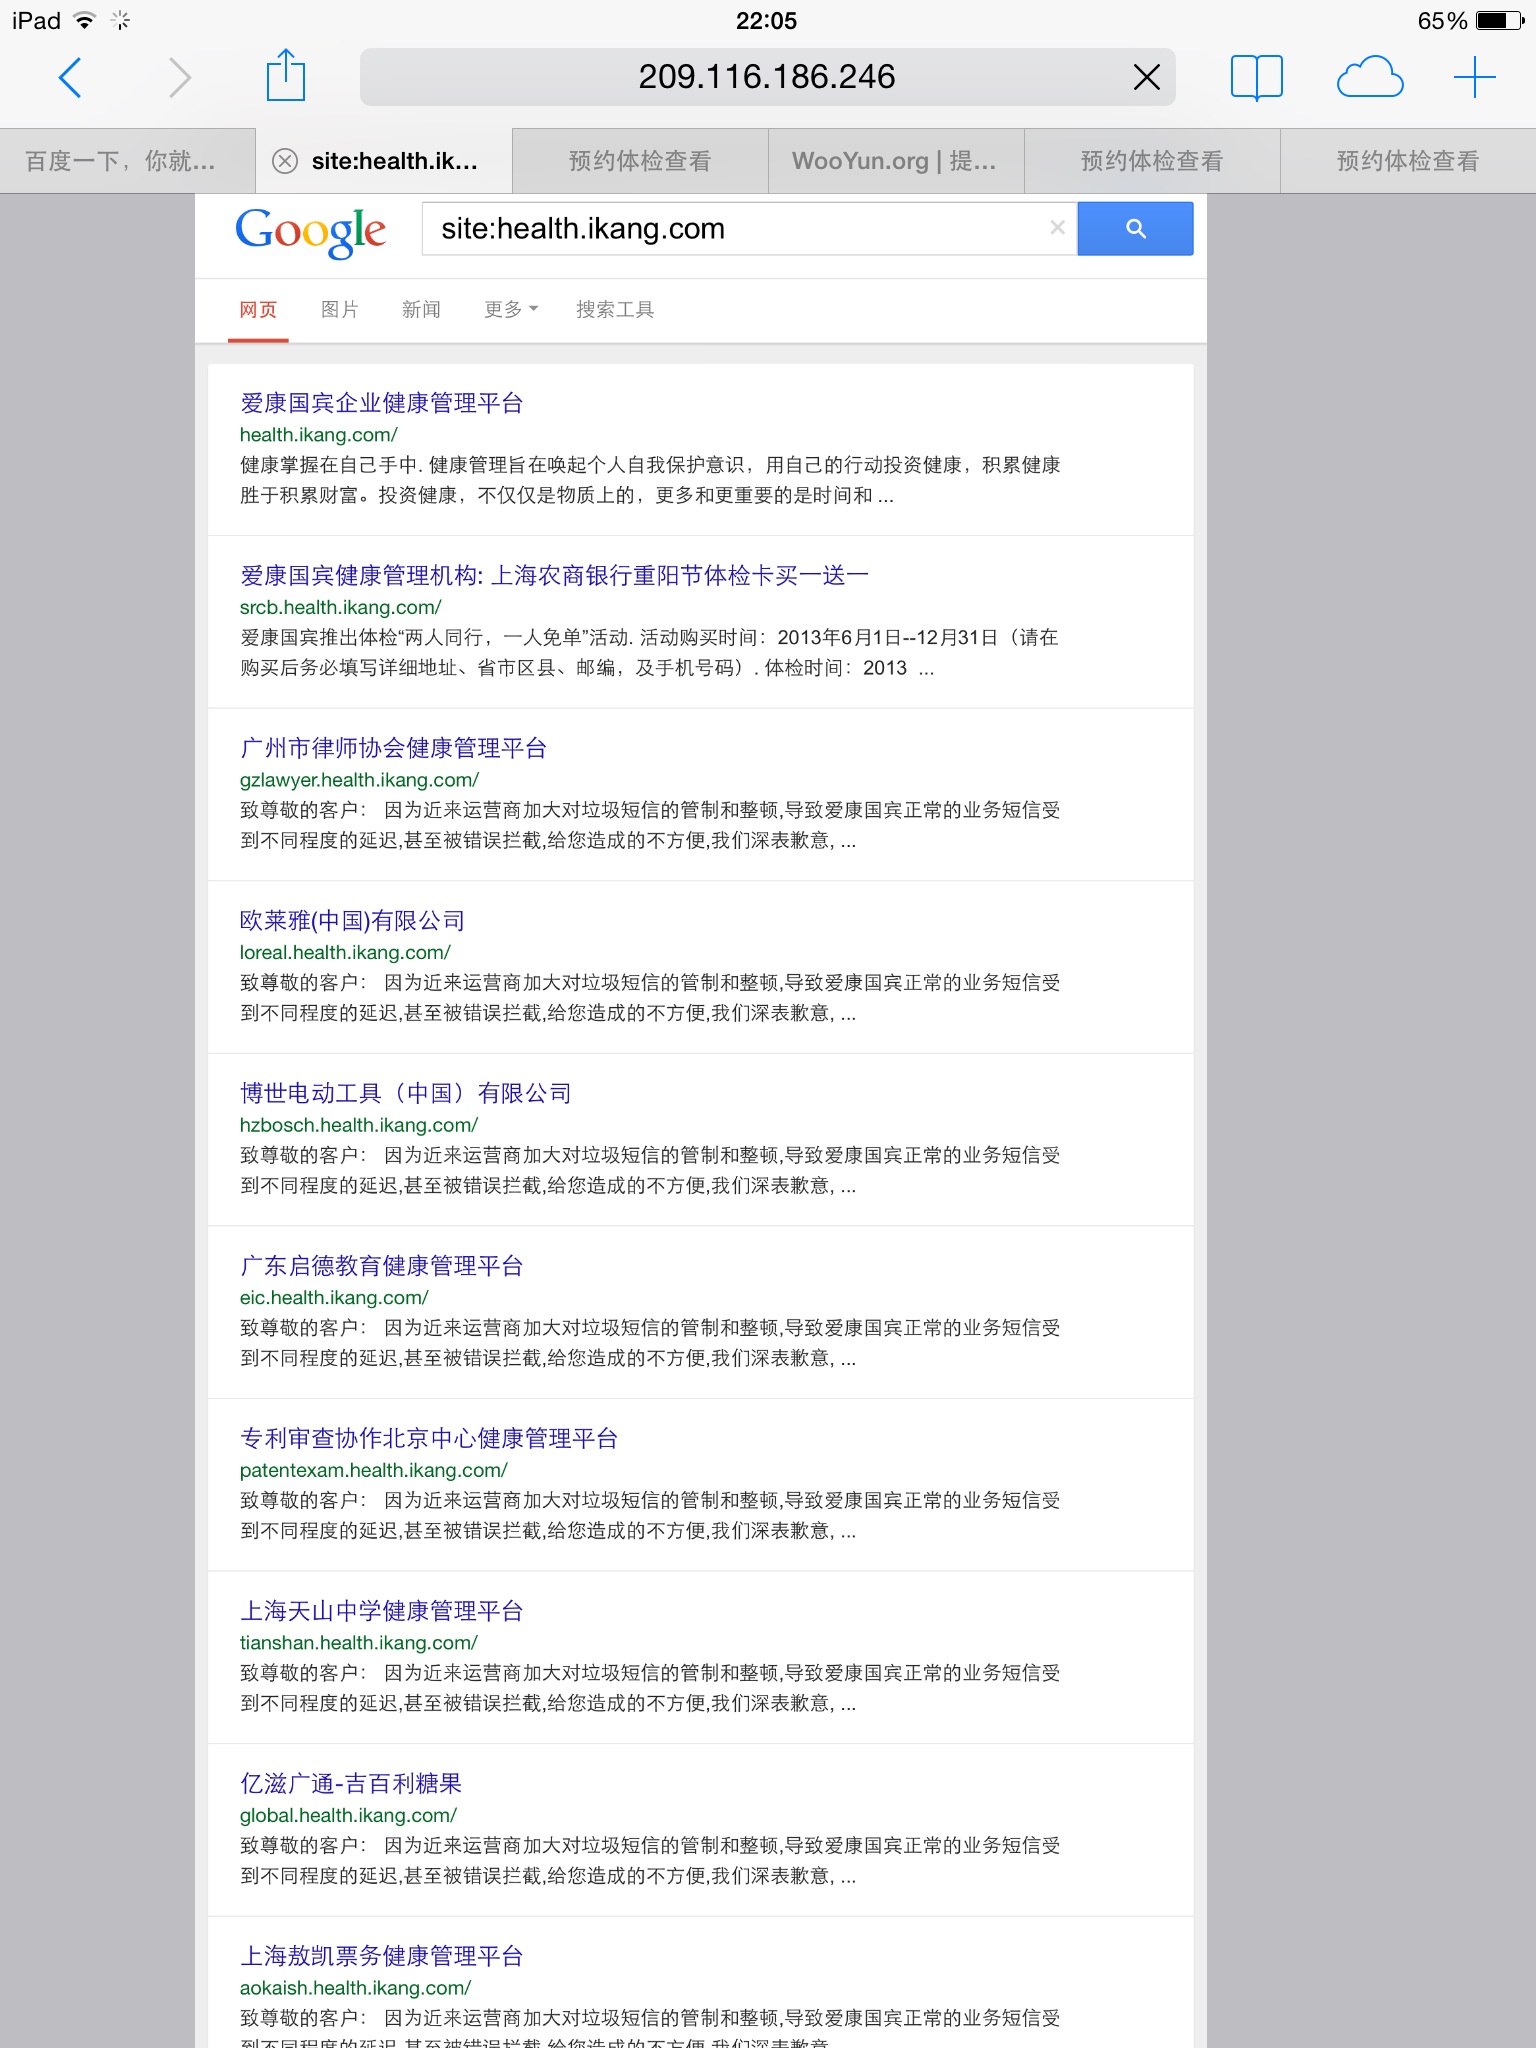 iPad 22:05 65%
209.116.186.246
百度一下，你就... site:health.ik... 预约体检查看 WooYun.org | 提... 预约体检查看 预约体检查看
Google site:health.ikang.com
网页 图片 新闻 更多 搜索工具
爱康国宾企业健康管理平台
health.ikang.com/
健康掌握在自己手中. 健康管理旨在唤起个人自我保护意识，用自己的行动投资健康，积累健康
胜于积累财富。投资健康，不仅仅是物质上的，更多和更重要的是时间和 ...
爱康国宾健康管理机构: 上海农商银行重阳节体检卡买一送一
srcb.health.ikang.com/
爱康国宾推出体检“两人同行，一人免单”活动. 活动购买时间：2013年6月1日--12月31日（请在
购买后务必填写详细地址、省市区县、邮编，及手机号码）. 体检时间：2013 ...
广州市律师协会健康管理平台
gzlawyer.health.ikang.com/
致尊敬的客户： 因为近来运营商加大对垃圾短信的管制和整顿,导致爱康国宾正常的业务短信受
到不同程度的延迟,甚至被错误拦截,给您造成的不方便,我们深表歉意, ...
欧莱雅(中国)有限公司
loreal.health.ikang.com/
致尊敬的客户： 因为近来运营商加大对垃圾短信的管制和整顿,导致爱康国宾正常的业务短信受
到不同程度的延迟,甚至被错误拦截,给您造成的不方便,我们深表歉意, ...
博世电动工具（中国）有限公司
hzbosch.health.ikang.com/
致尊敬的客户： 因为近来运营商加大对垃圾短信的管制和整顿,导致爱康国宾正常的业务短信受
到不同程度的延迟,甚至被错误拦截,给您造成的不方便,我们深表歉意, ...
广东启德教育健康管理平台
eic.health.ikang.com/
致尊敬的客户： 因为近来运营商加大对垃圾短信的管制和整顿,导致爱康国宾正常的业务短信受
到不同程度的延迟,甚至被错误拦截,给您造成的不方便,我们深表歉意, ...
专利审查协作北京中心健康管理平台
patentexam.health.ikang.com/
致尊敬的客户： 因为近来运营商加大对垃圾短信的管制和整顿,导致爱康国宾正常的业务短信受
到不同程度的延迟,甚至被错误拦截,给您造成的不方便,我们深表歉意, ...
上海天山中学健康管理平台
tianshan.health.ikang.com/
致尊敬的客户： 因为近来运营商加大对垃圾短信的管制和整顿,导致爱康国宾正常的业务短信受
到不同程度的延迟,甚至被错误拦截,给您造成的不方便,我们深表歉意, ...
亿滋广通-吉百利糖果
global.health.ikang.com/
致尊敬的客户： 因为近来运营商加大对垃圾短信的管制和整顿,导致爱康国宾正常的业务短信受
到不同程度的延迟,甚至被错误拦截,给您造成的不方便,我们深表歉意, ...
上海敖凯票务健康管理平台
aokaish.health.ikang.com/
致尊敬的客户： 因为近来运营商加大对垃圾短信的管制和整顿,导致爱康国宾正常的业务短信受
到不同程度的延迟,甚至被错误拦截,给您造成的不方便,我们深表歉意